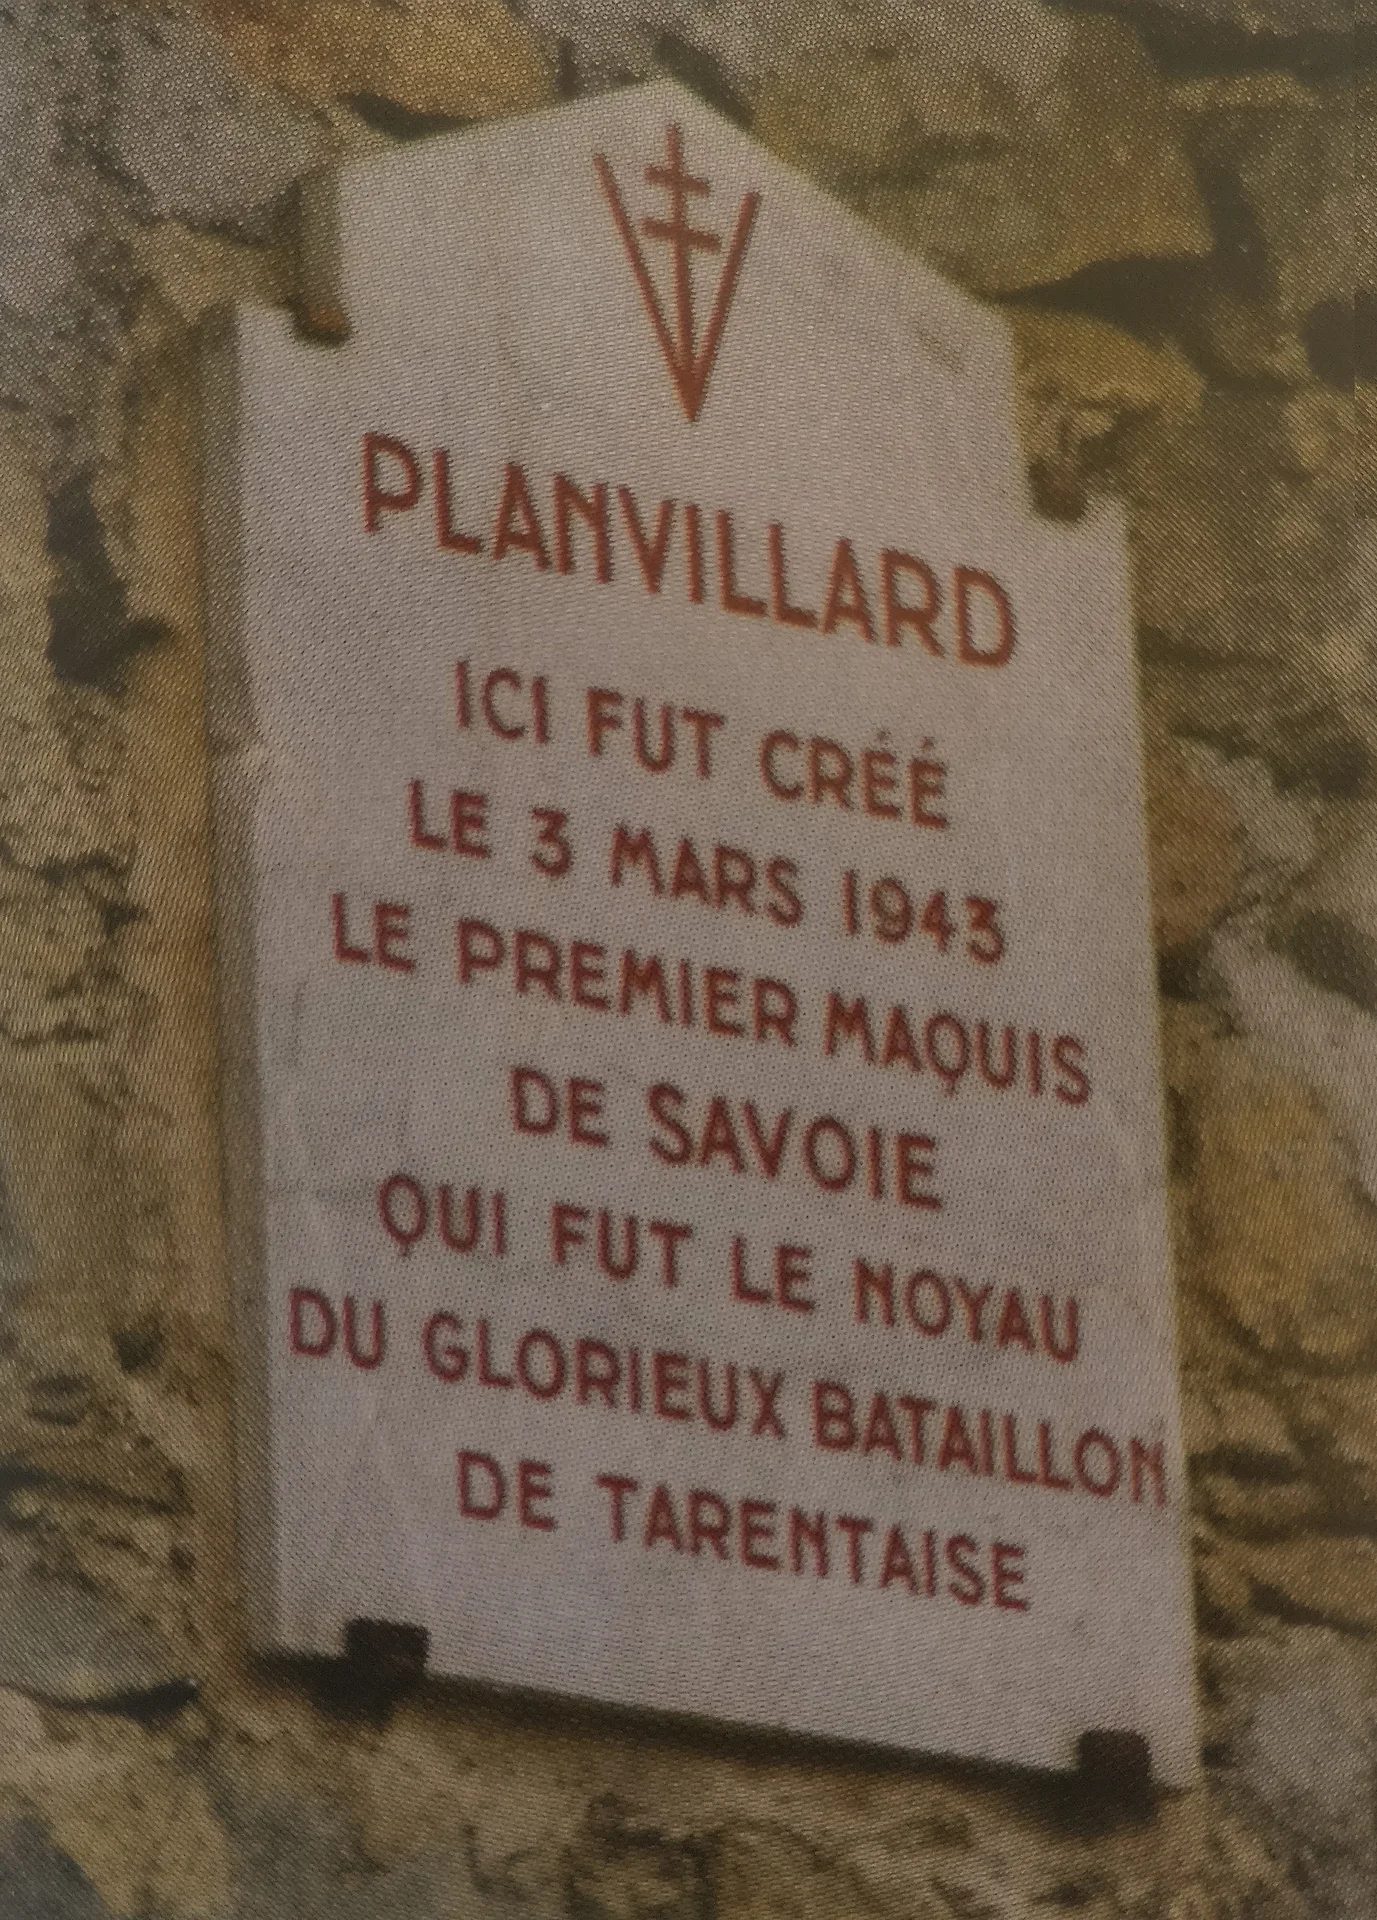 PLANVILLARD
ICI FUT CRÉÉ
LE 3 MARS 1943
LE PREMIER MAQUIS
DE SAVOIE
QUI FUT LE NOYAU
DU GLORIEUX BATAILLON
DE TARENTAISE